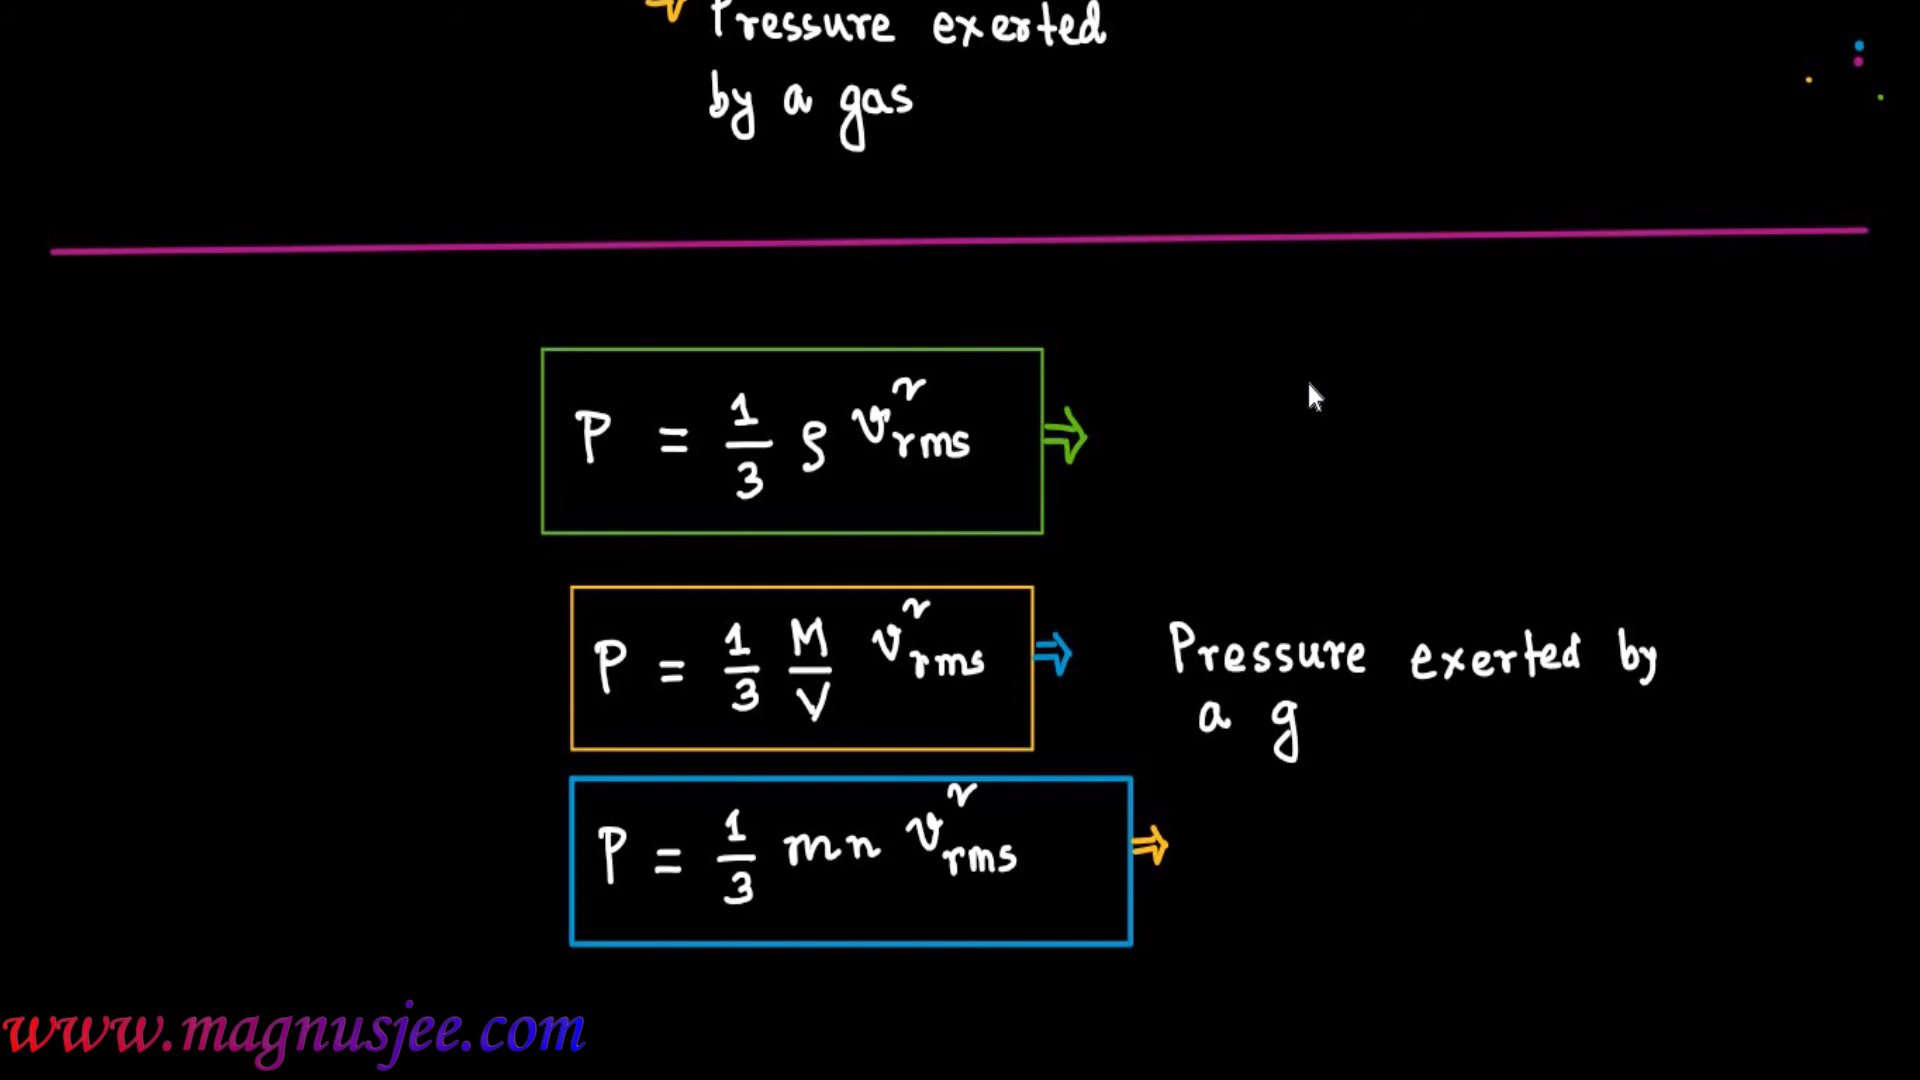 Pressure exerted
by a gas
P = 1/3 ρ v²rms
P = 1/3 M/V v²rms
Pressure exerted by
a g
P = 1/3 mn v²rms
www.magnusjee.com